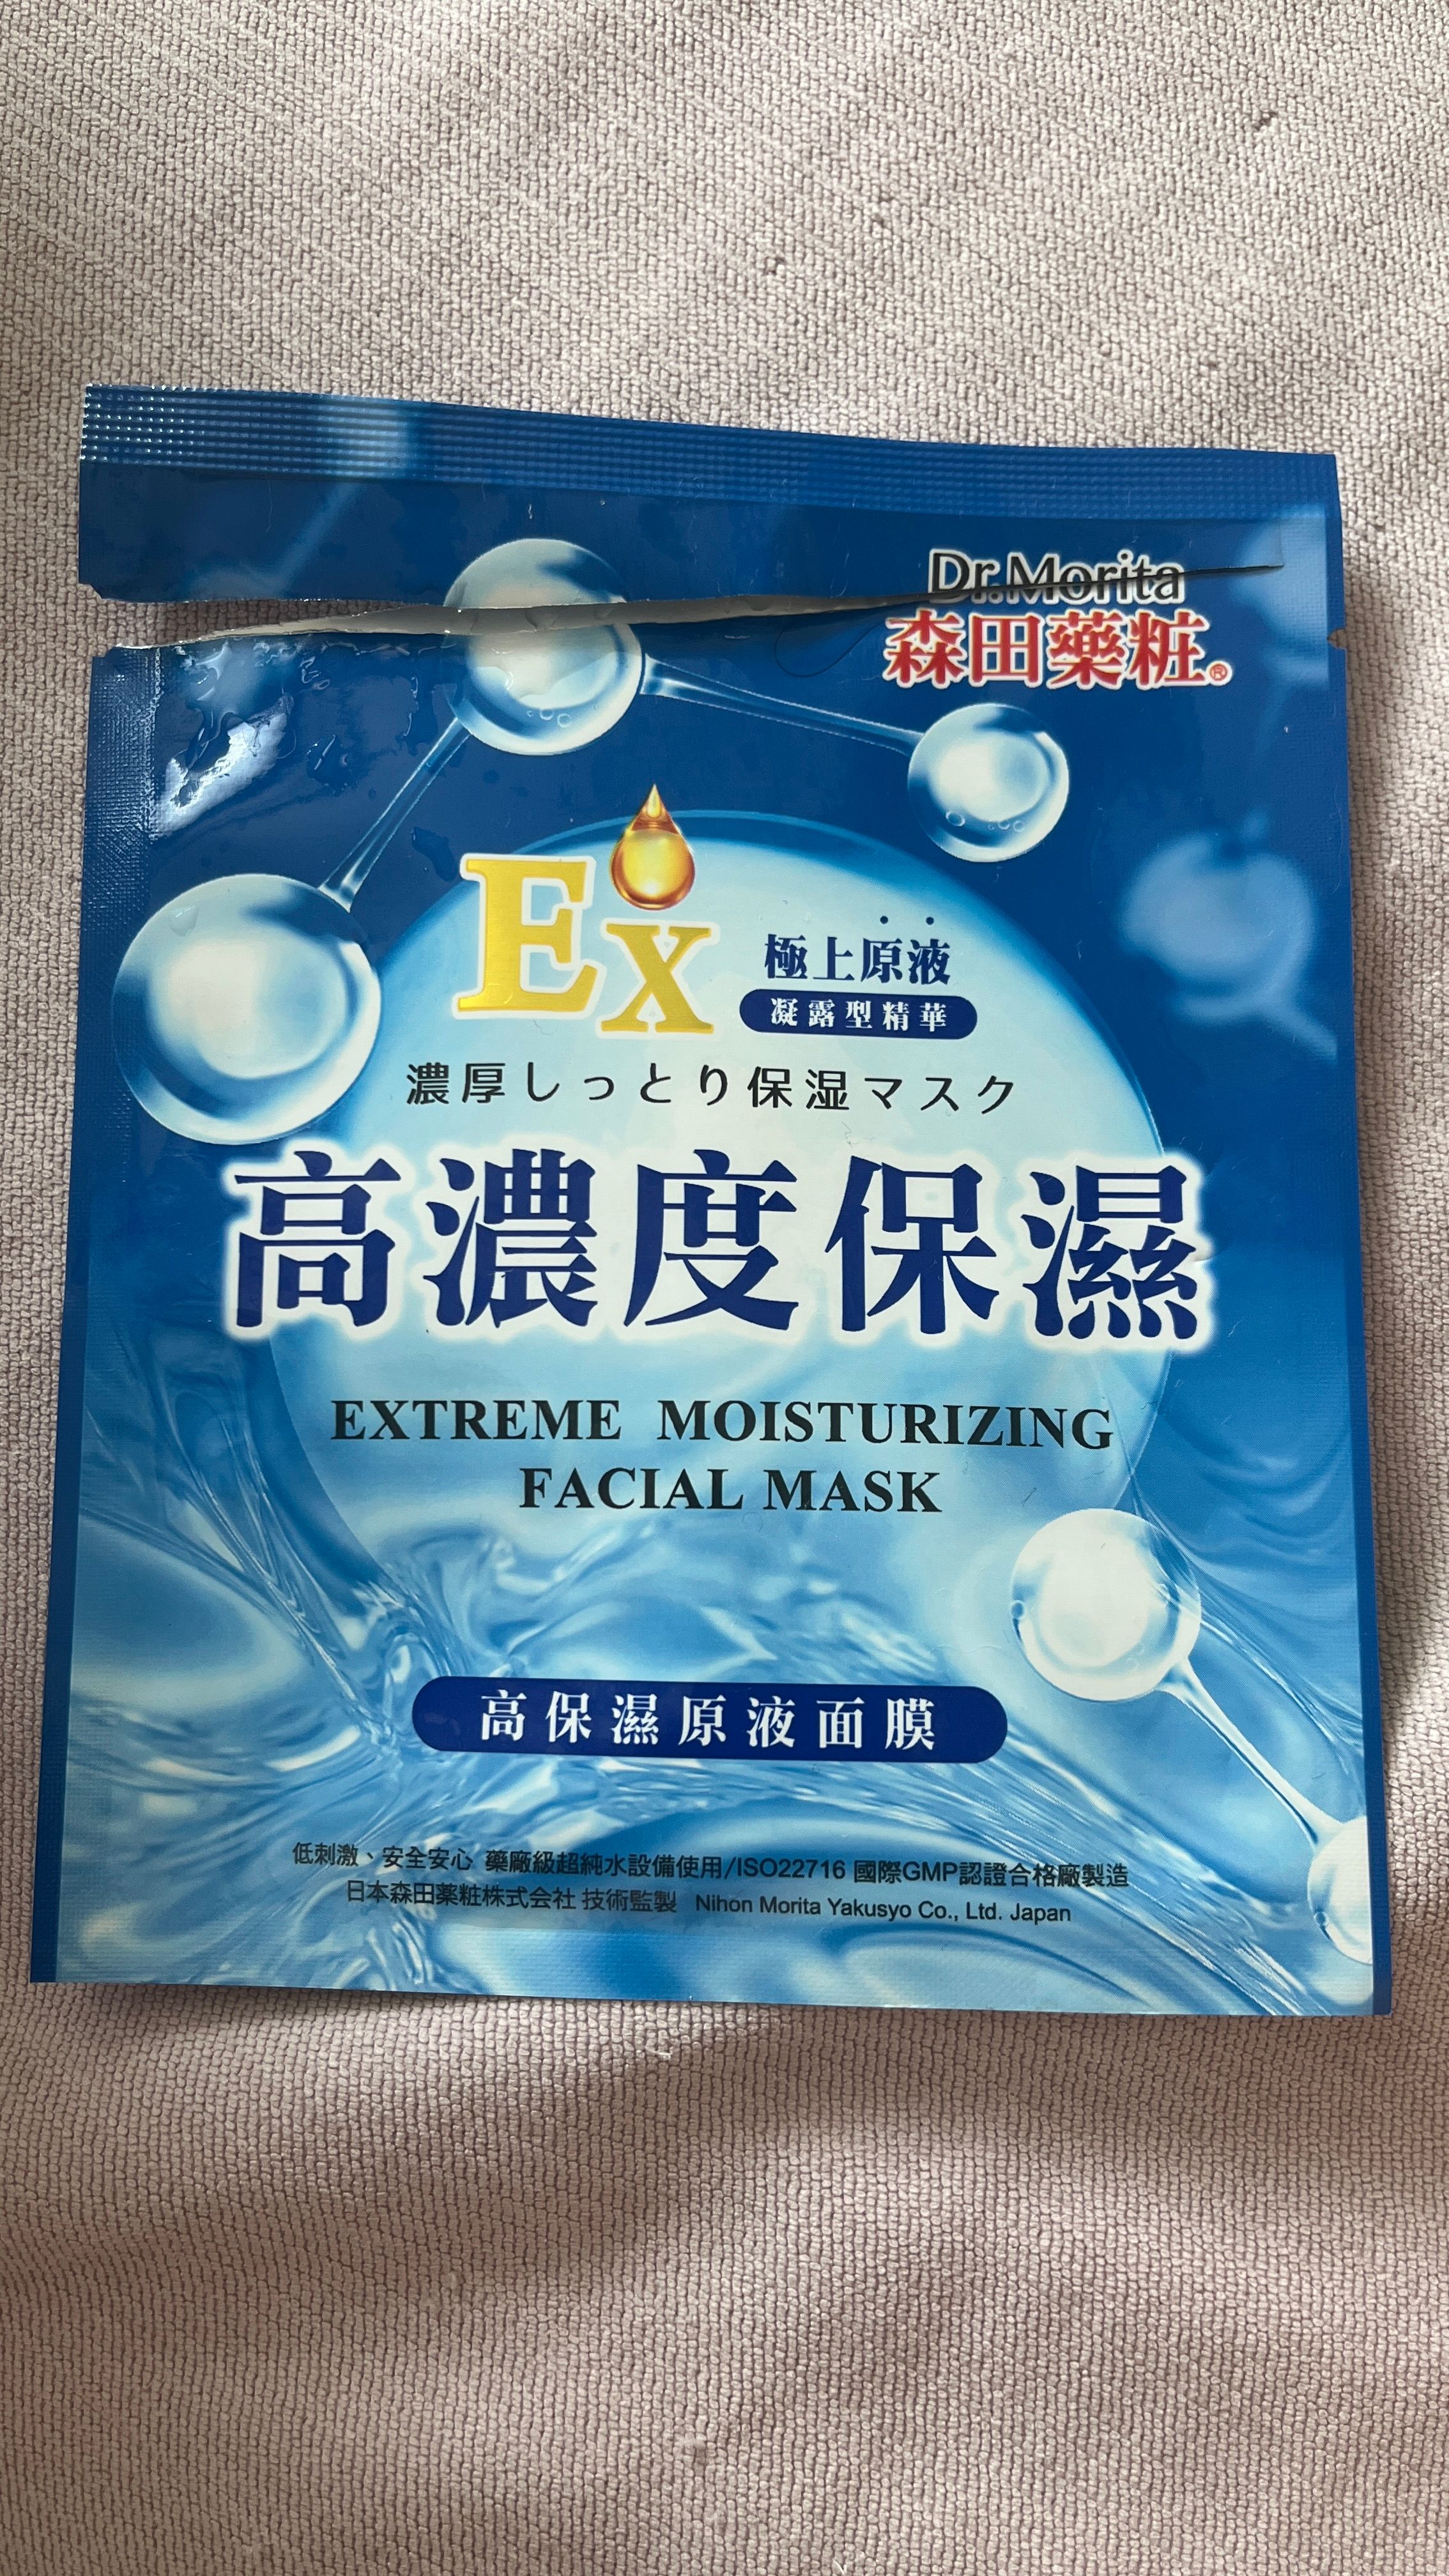 Dr.Morita
森田藥粧®
Ex
極上原液
凝露型精華
濃厚しっとり保湿マスク
高濃度保濕
EXTREME MOISTURIZING
FACIAL MASK
高保濕原液面膜
低刺激、安全安心 藥廠級超純水設備使用/ISO22716 國際GMP認證合格廠製造
日本森田薬粧株式会社 技術監製 Nihon Morita Yakusyo Co., Ltd. Japan